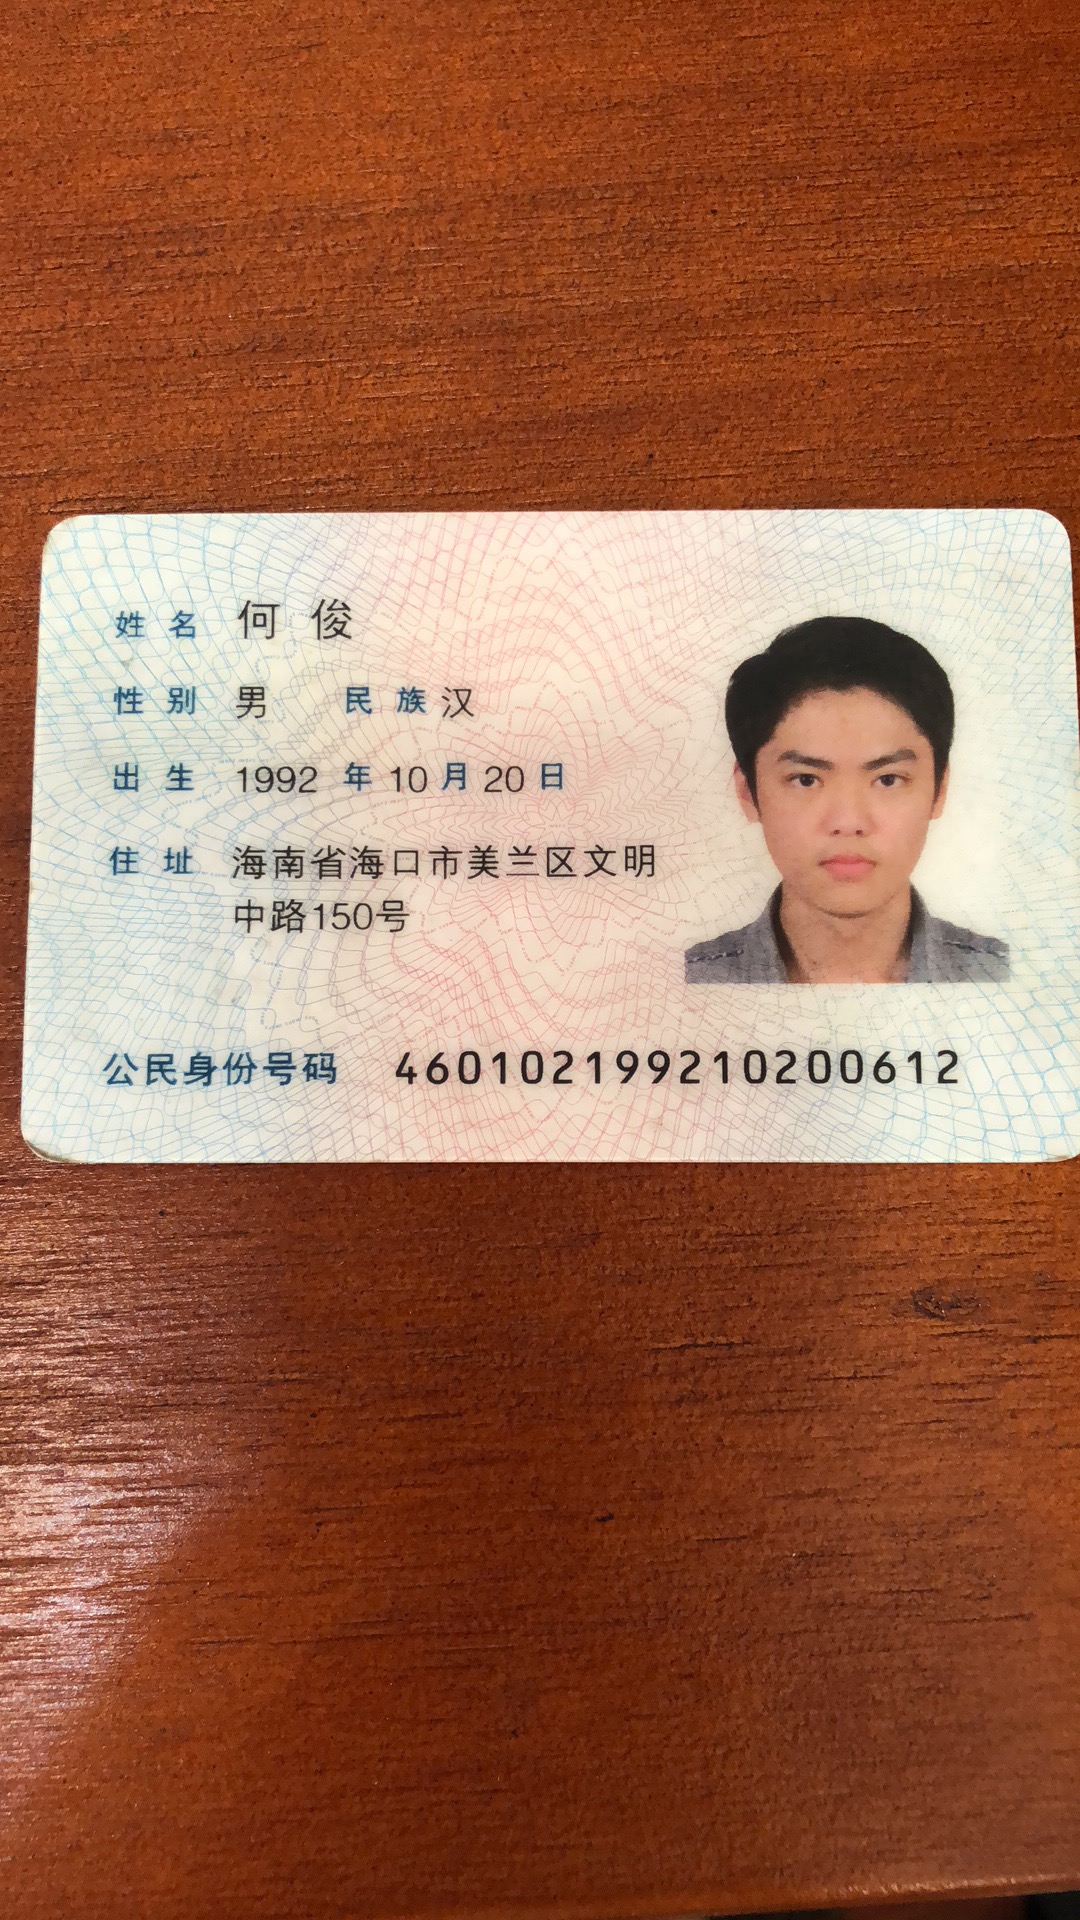 姓名 何俊
性别 男 民族 汉
出生 1992 年 10 月 20 日
住址 海南省海口市美兰区文明
中路150号
公民身份号码 460102199210200612